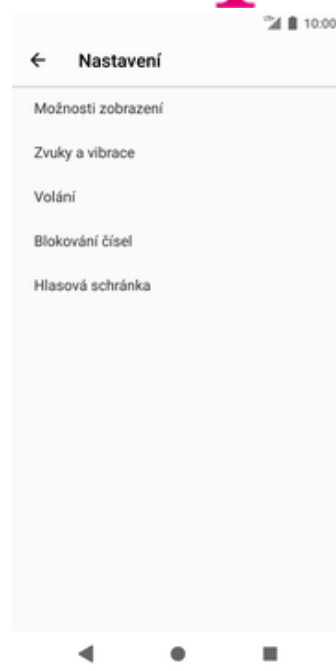 10:00
Nastavení
Možnosti zobrazení
Zvuky a vibrace
Volání
Blokování čísel
Hlasová schránka